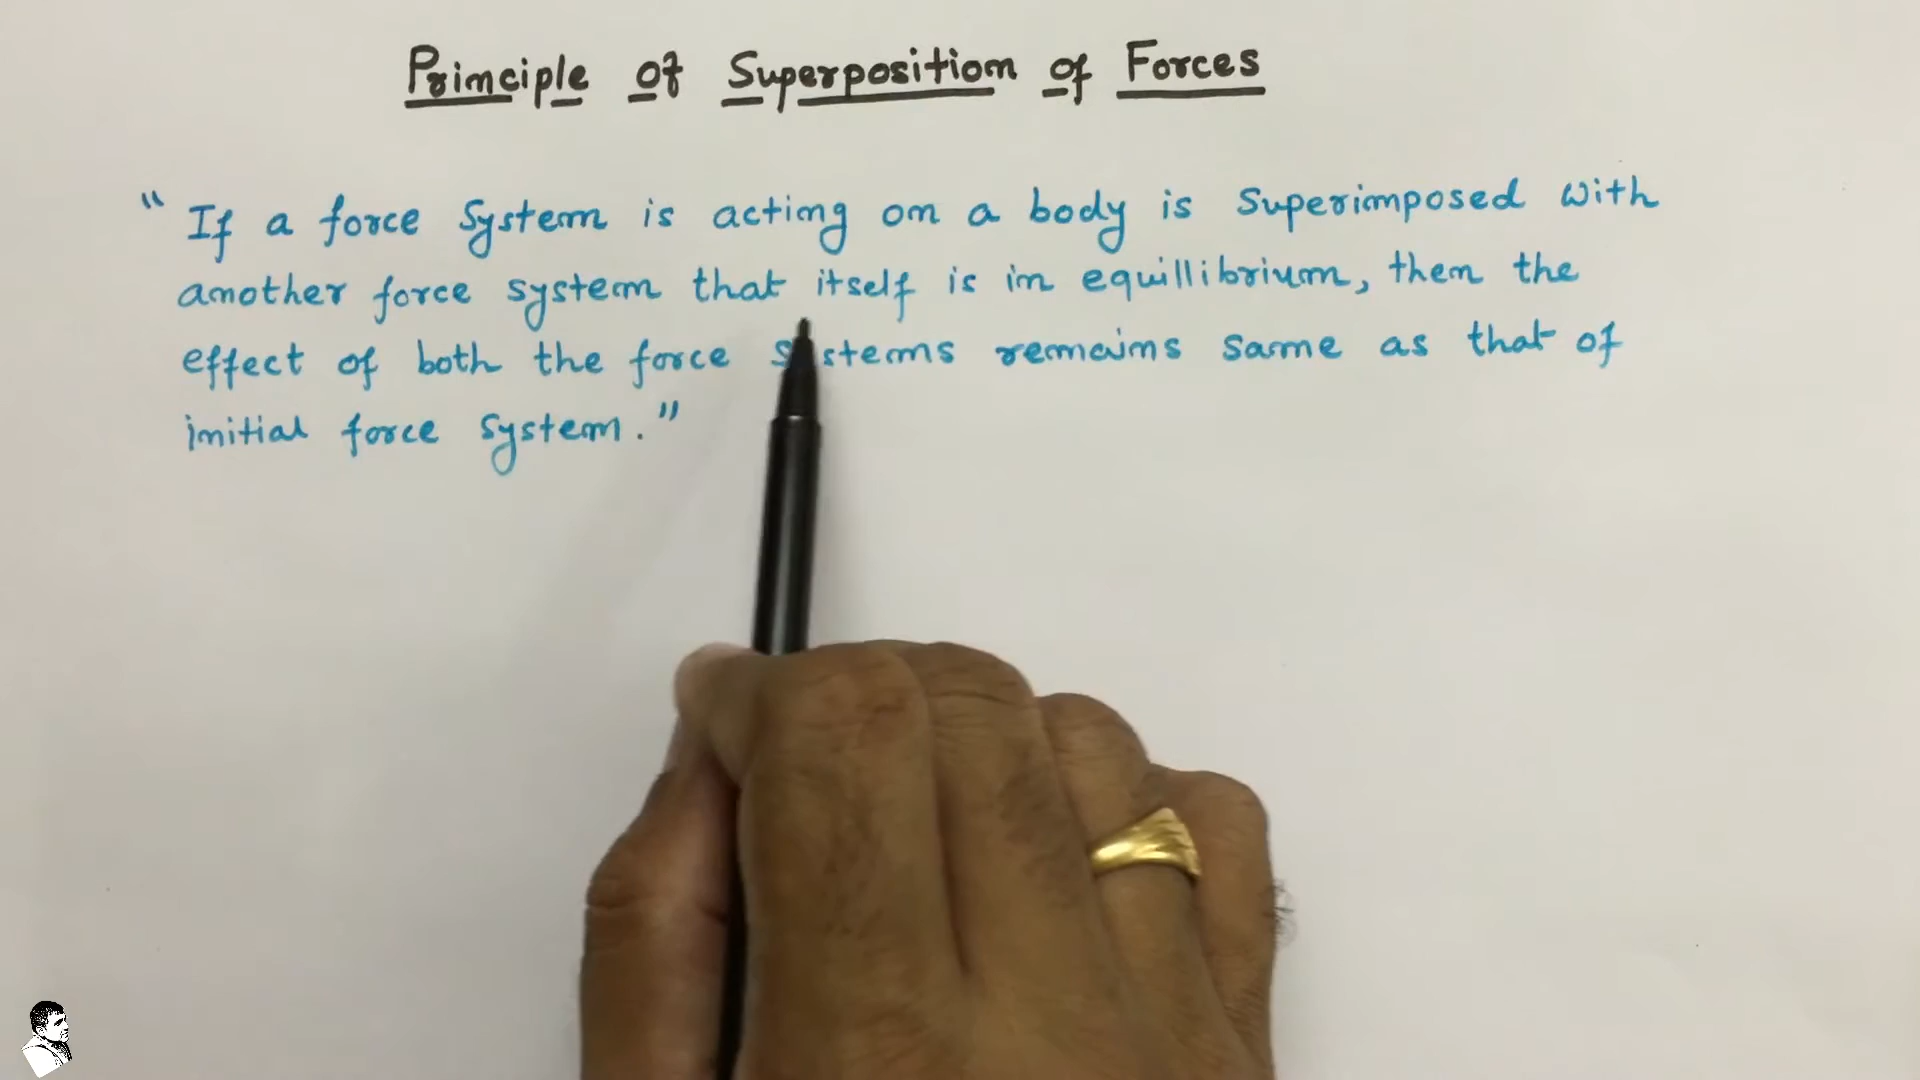 Principle of Superposition of Forces
“ If a force System is acting on a body is Superimposed with
another force system that itself is in equillibrium, then the
effect of both the force systems remains same as that of
initial force system.”